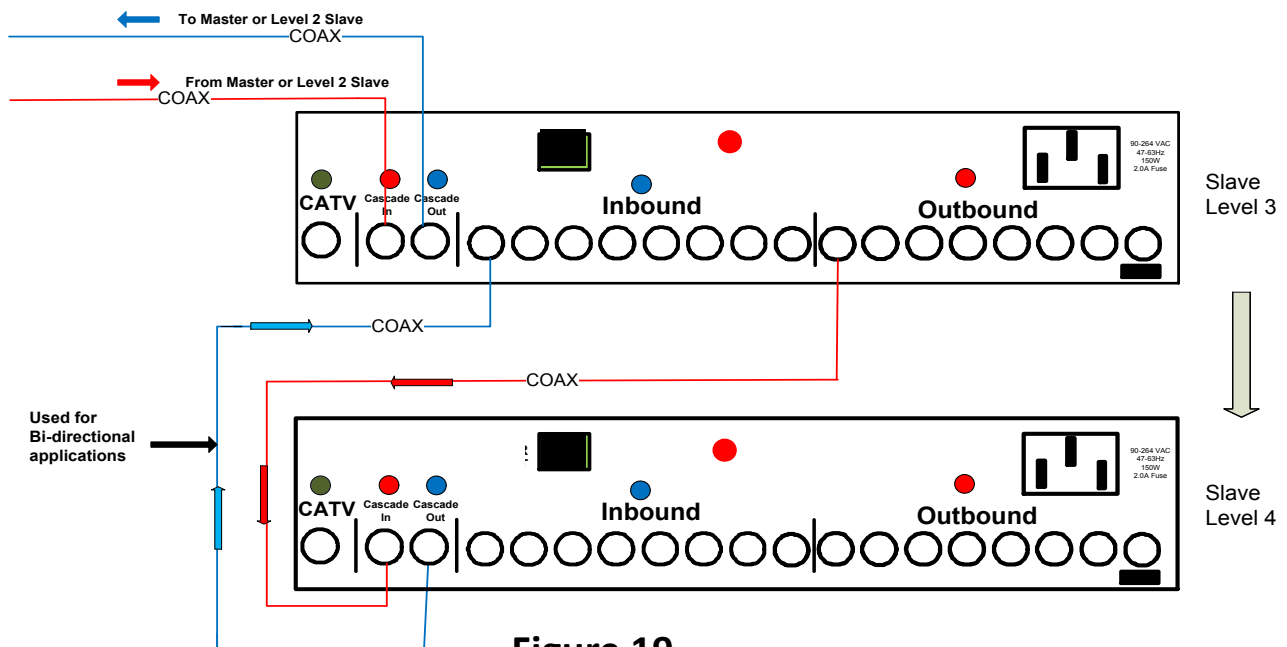 To Master or Level 2 Slave
COAX
From Master or Level 2 Slave
COAX
90-264 VAC
47-63Hz
150W
2.0A Fuse
CATV
Cascade
In
Cascade
Out
Inbound
Outbound
Slave
Level 3
COAX
COAX
Used for
Bi-directional
applications
90-264 VAC
47-63Hz
150W
2.0A Fuse
CATV
Cascade
In
Cascade
Out
Inbound
Outbound
Slave
Level 4
Figure 19